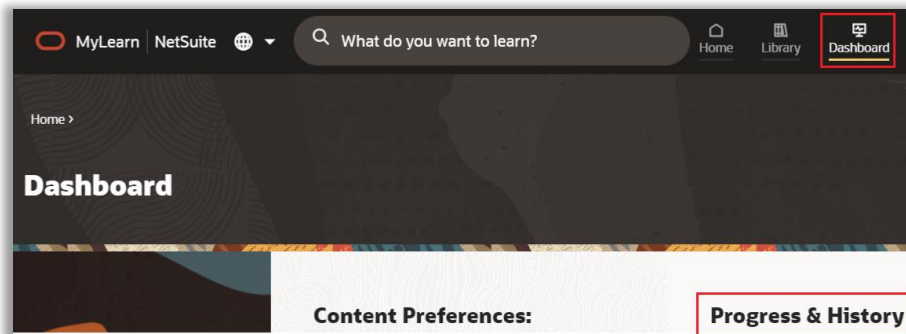 MyLearn NetSuite What do you want to learn? Home Library Dashboard
Home >
Dashboard
Content Preferences: Progress & History